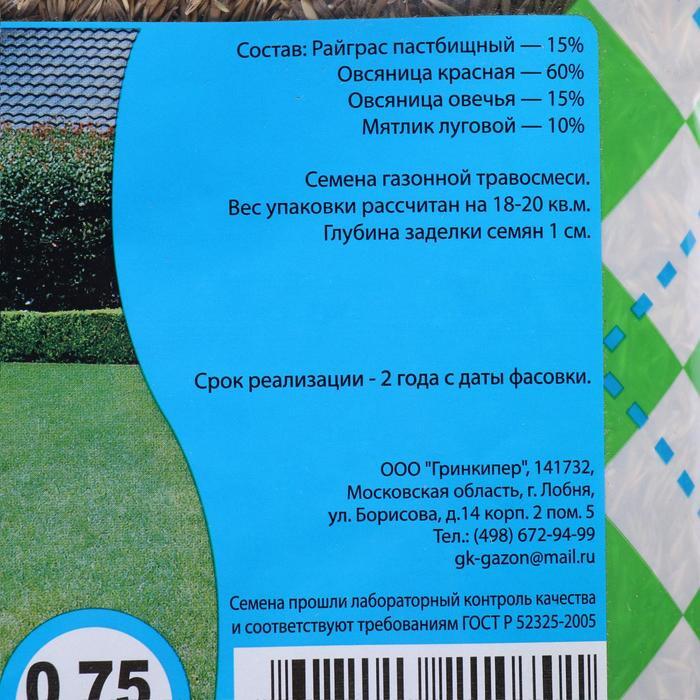 Состав: Райграс пастбищный — 15%
Овсяница красная — 60%
Овсяница овечья — 15%
Мятлик луговой — 10%
Семена газонной травосмеси.
Вес упаковки рассчитан на 18-20 кв.м.
Глубина заделки семян 1 см.
Срок реализации - 2 года с даты фасовки.
ООО "Гринкипер", 141732,
Московская область, г. Лобня,
ул. Борисова, д.14 корп. 2 пом. 5
Тел.: (498) 672-94-99
gk-gazon@mail.ru
Семена прошли лабораторный контроль качества
и соответствуют требованиям ГОСТ Р 52325-2005
0,75